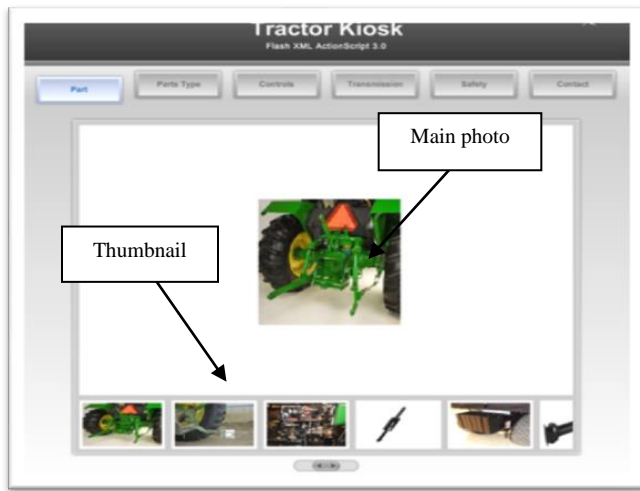 Tractor Kiosk
Flash XML ActionScript 3.0
Part
Parts Type
Controls
Transmission
Safety
Contact
Main photo
Thumbnail